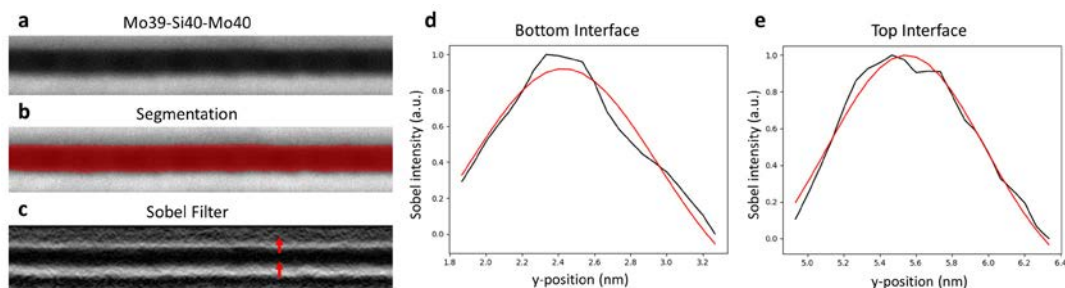 a
Mo39-Si40-Mo40
b
Segmentation
c
Sobel Filter
d
Bottom Interface
Sobel intensity (a.u.)
1.0
0.8
0.6
0.4
0.2
0.0
1.8 2.0 2.2 2.4 2.6 2.8 3.0 3.2
y-position (nm)
e
Top Interface
Sobel intensity (a.u.)
1.0
0.8
0.6
0.4
0.2
0.0
5.0 5.2 5.4 5.6 5.8 6.0 6.2 6.4
y-position (nm)